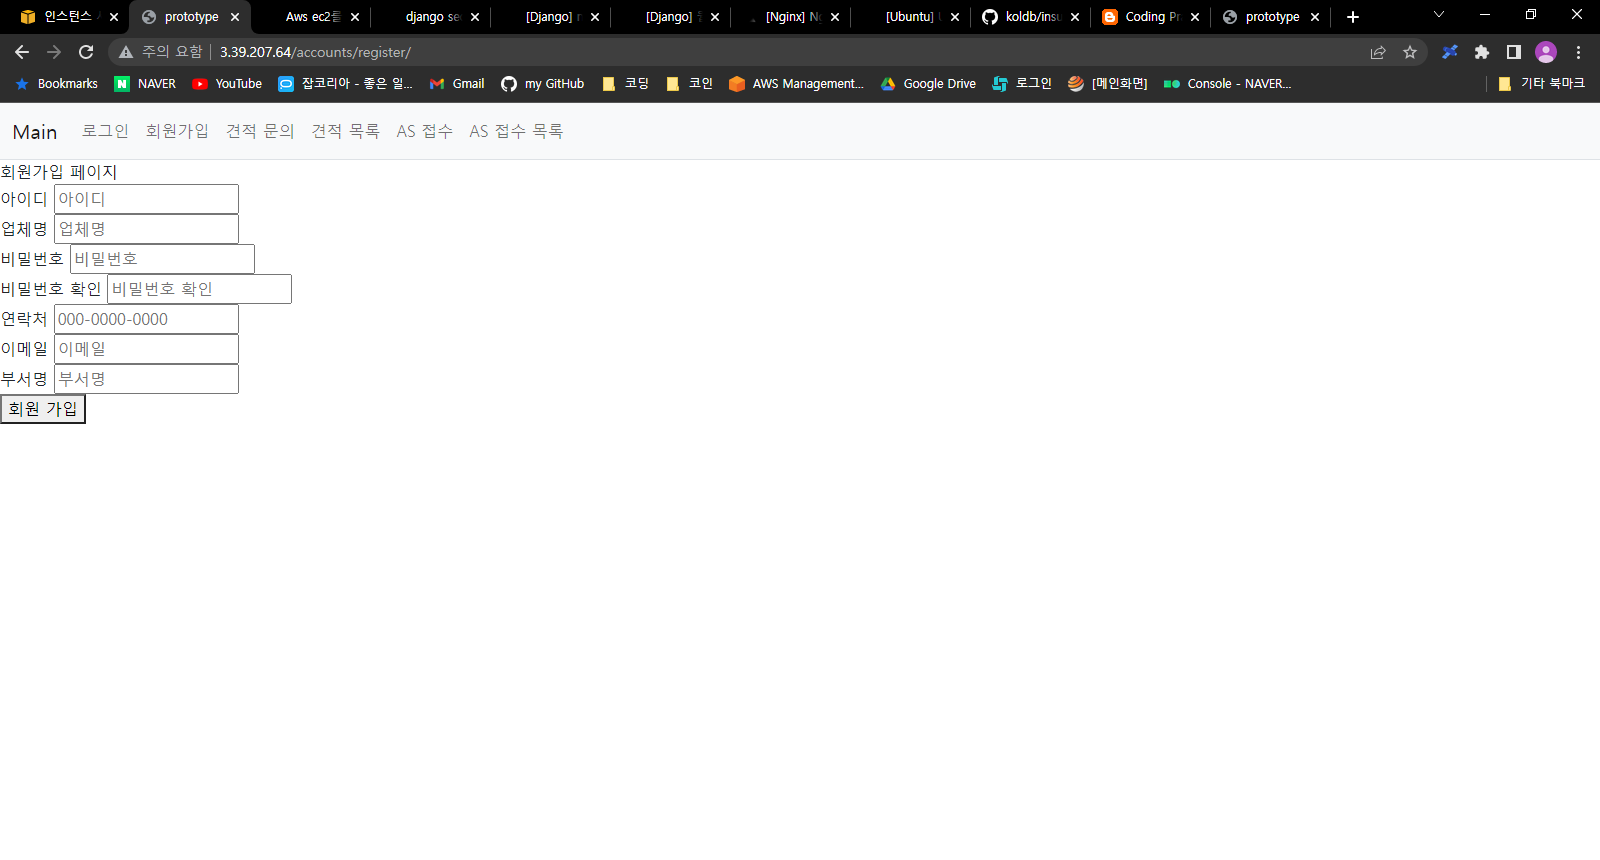 인스턴스
prototype
Aws ec2를
django se
[Django] r
[Django]
[Nginx] N
[Ubuntu]
koldb/insu
Coding Pr
prototype
주의 요함 3.39.207.64/accounts/register/
Bookmarks NAVER YouTube 잡코리아 - 좋은 일... Gmail my GitHub 코딩 코인 AWS Management... Google Drive 로그인 [메인화면] Console - NAVER... 기타 북마크
Main 로그인 회원가입 견적 문의 견적 목록 AS 접수 AS 접수 목록
회원가입 페이지
아이디 아이디
업체명 업체명
비밀번호 비밀번호
비밀번호 확인 비밀번호 확인
연락처 000-0000-0000
이메일 이메일
부서명 부서명
회원 가입